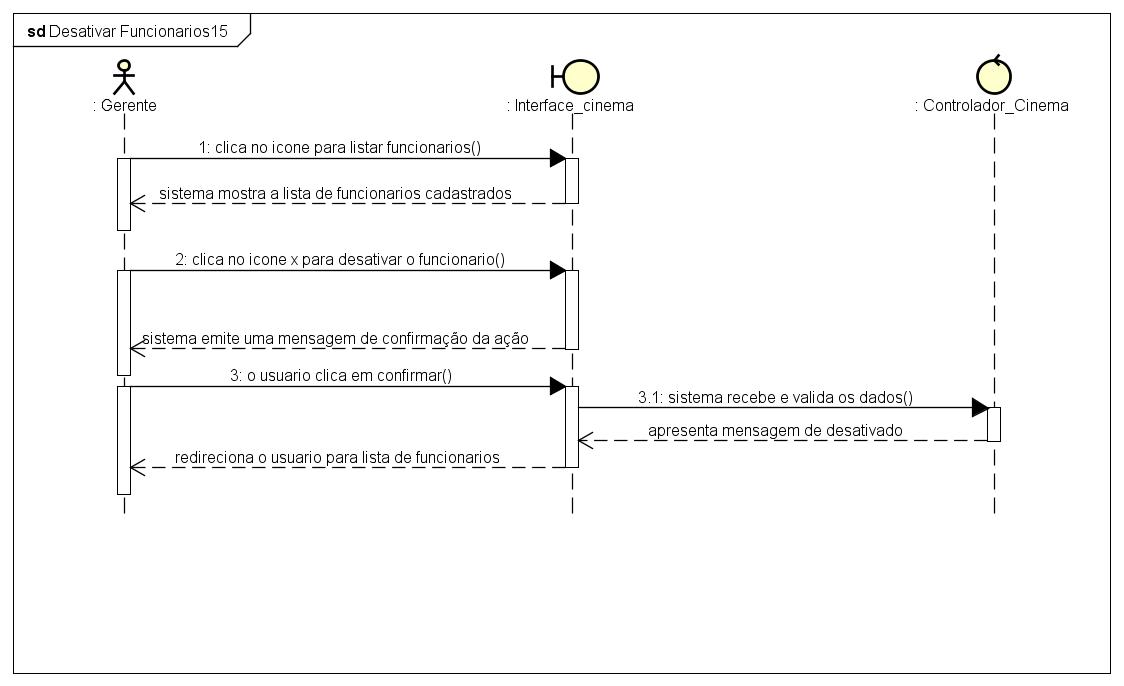 sd Desativar Funcionarios15
: Gerente
: Interface_cinema
: Controlador_Cinema
1: clica no icone para listar funcionarios()
sistema mostra a lista de funcionarios cadastrados
2: clica no icone x para desativar o funcionario()
sistema emite uma mensagem de confirmação da ação
3: o usuario clica em confirmar()
3.1: sistema recebe e valida os dados()
apresenta mensagem de desativado
redireciona o usuario para lista de funcionarios